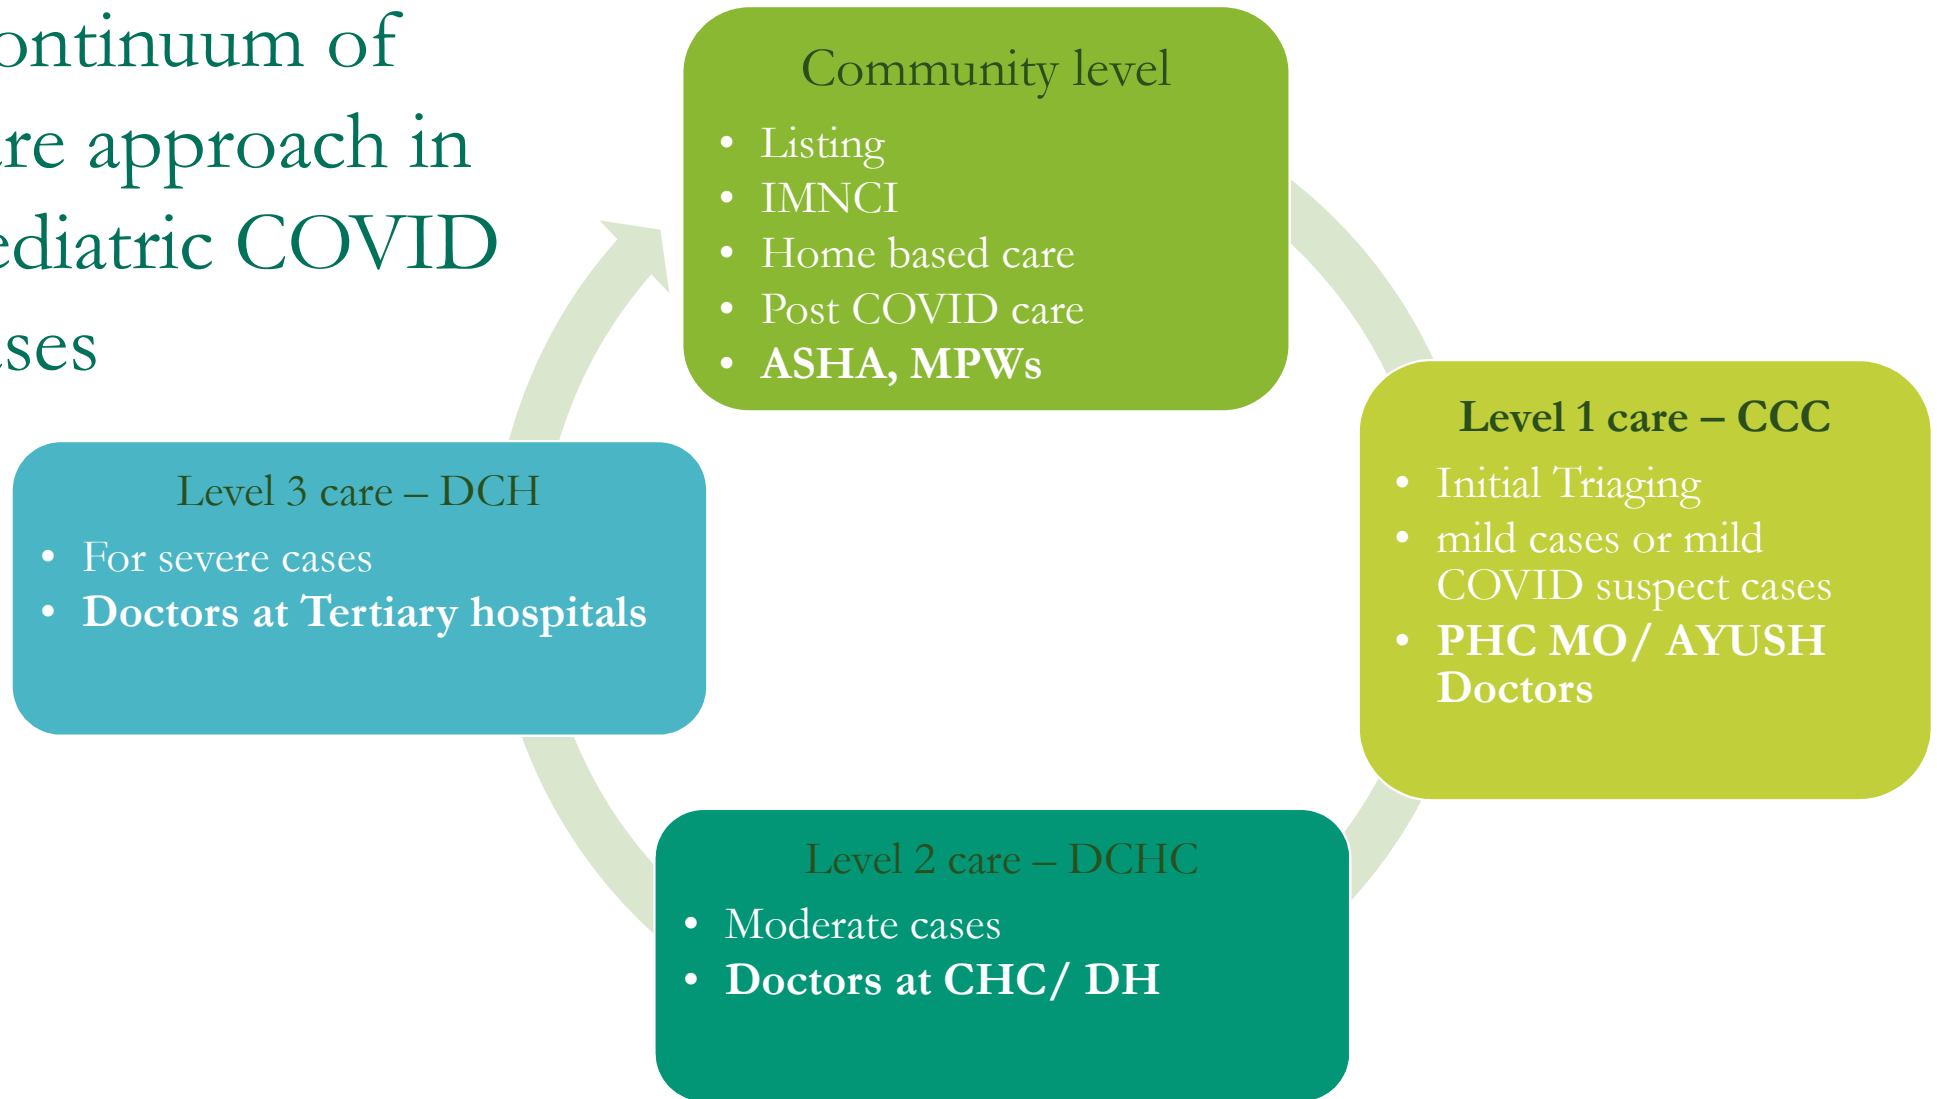 ontinuum of
re approach in
ediatric COVID
ses
Community level
• Listing
• IMNCI
• Home based care
• Post COVID care
• ASHA, MPWs
Level 1 care – CCC
• Initial Triaging
• mild cases or mild
COVID suspect cases
• PHC MO/ AYUSH
Doctors
Level 2 care – DCHC
• Moderate cases
• Doctors at CHC/ DH
Level 3 care – DCH
• For severe cases
• Doctors at Tertiary hospitals